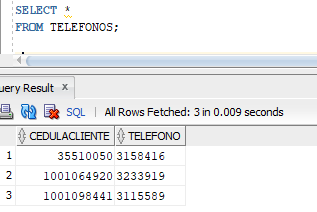 SELECT *
FROM TELEFONOS;
uery Result x
SQL | All Rows Fetched: 3 in 0.009 seconds
CEDULACLIENTE TELEFONO
1 35510050 3158416
2 1001064920 3233919
3 1001098441 3115589